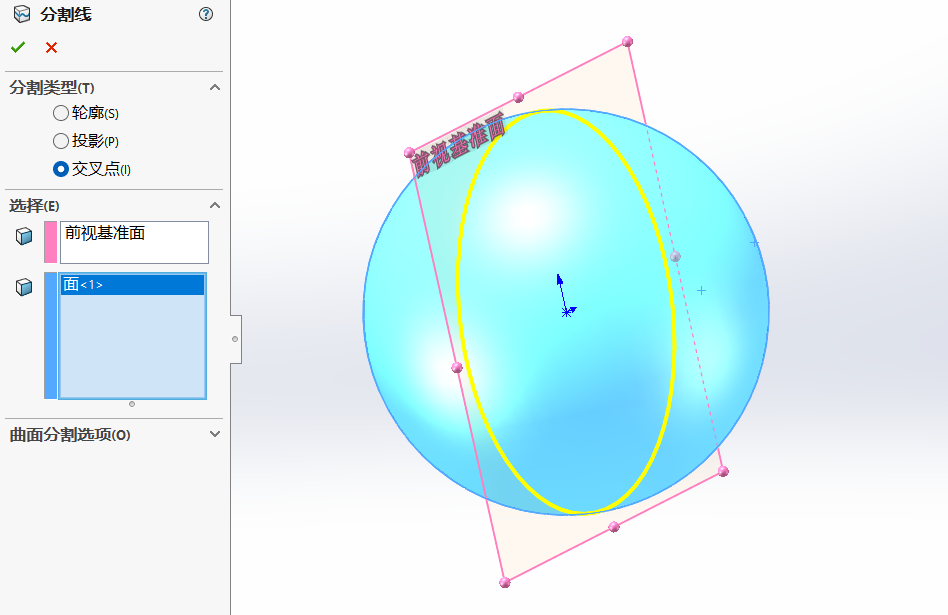 分割线
分割类型(T)
轮廓(S)
投影(P)
交叉点(I)
选择(E)
前视基准面
面<1>
曲面分割选项(O)
前视基准面